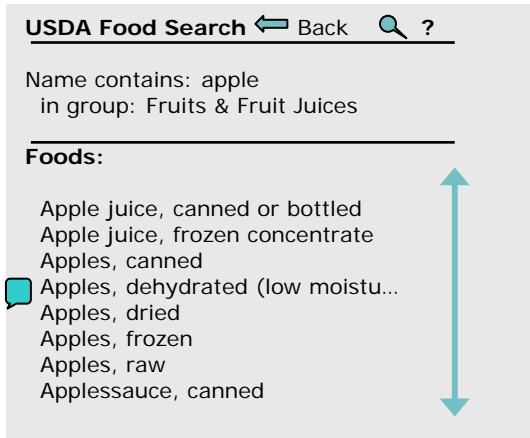 USDA Food Search Back ?
Name contains: apple
in group: Fruits & Fruit Juices
Foods:
Apple juice, canned or bottled
Apple juice, frozen concentrate
Apples, canned
Apples, dehydrated (low moistu...
Apples, dried
Apples, frozen
Apples, raw
Applessauce, canned